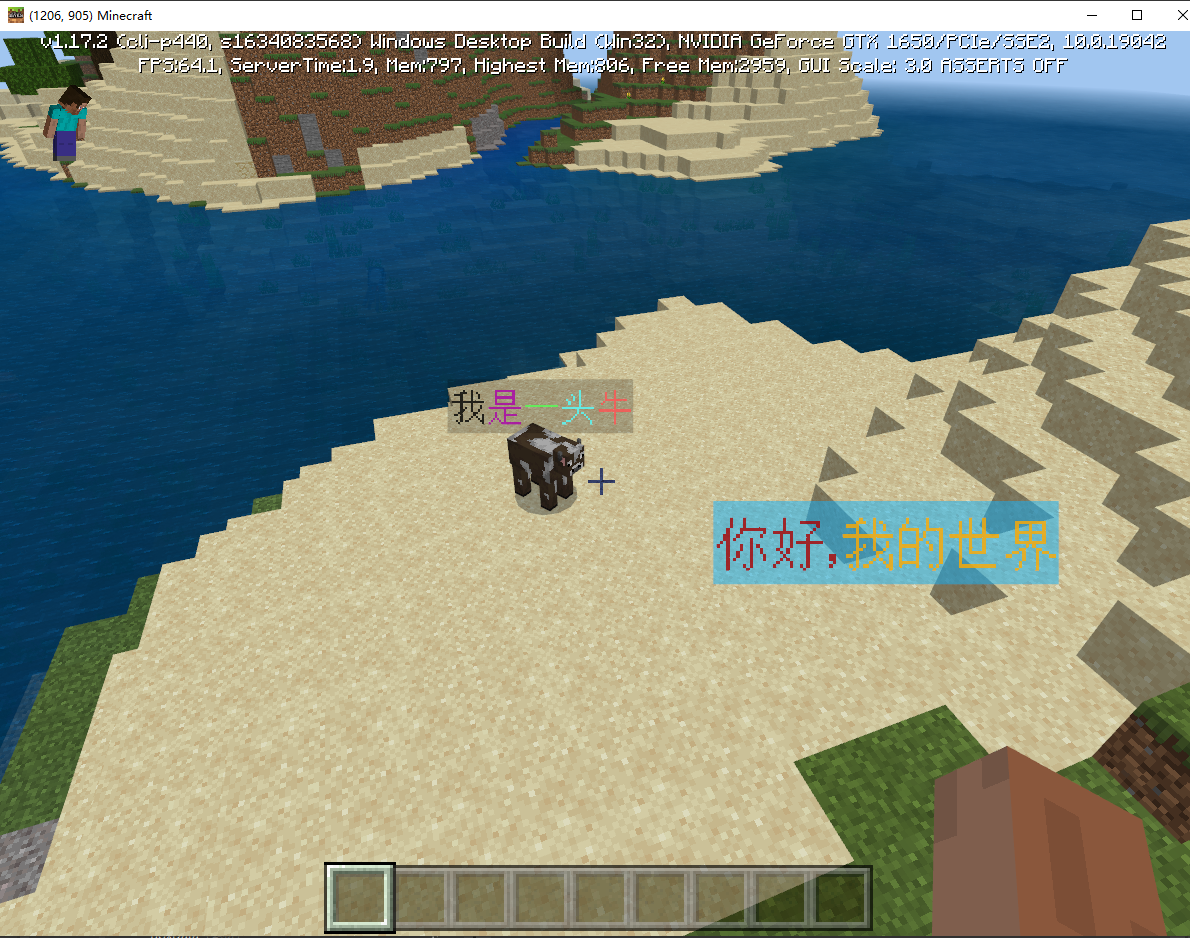 (1206, 905) Minecraft
v1.17.2 (cli-p440, s1634083568) Windows Desktop Build (Win32), NVIDIA GeForce GTX 1650/PCIe/SSE2, 10.0.19042
FPS:64.1, ServerTime:1.9, Mem:797, Highest Mem:806, Free Mem:2959, GUI Scale: 3.0 ASSERTS OFF
我是一头牛
你好,我的世界